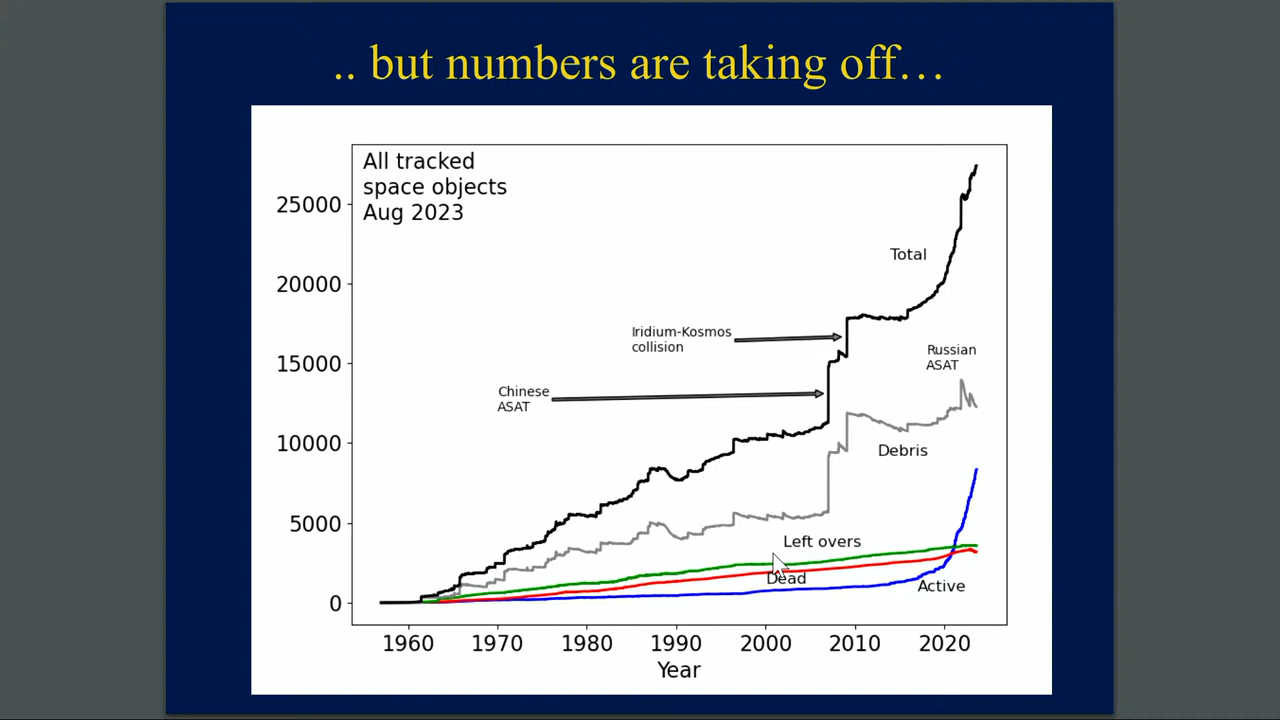 .. but numbers are taking off…
All tracked
space objects
Aug 2023
25000
20000
15000
10000
5000
0
Total
Iridium-Kosmos
collision
Russian
ASAT
Chinese
ASAT
Debris
Left overs
Dead
Active
1960 1970 1980 1990 2000 2010 2020
Year